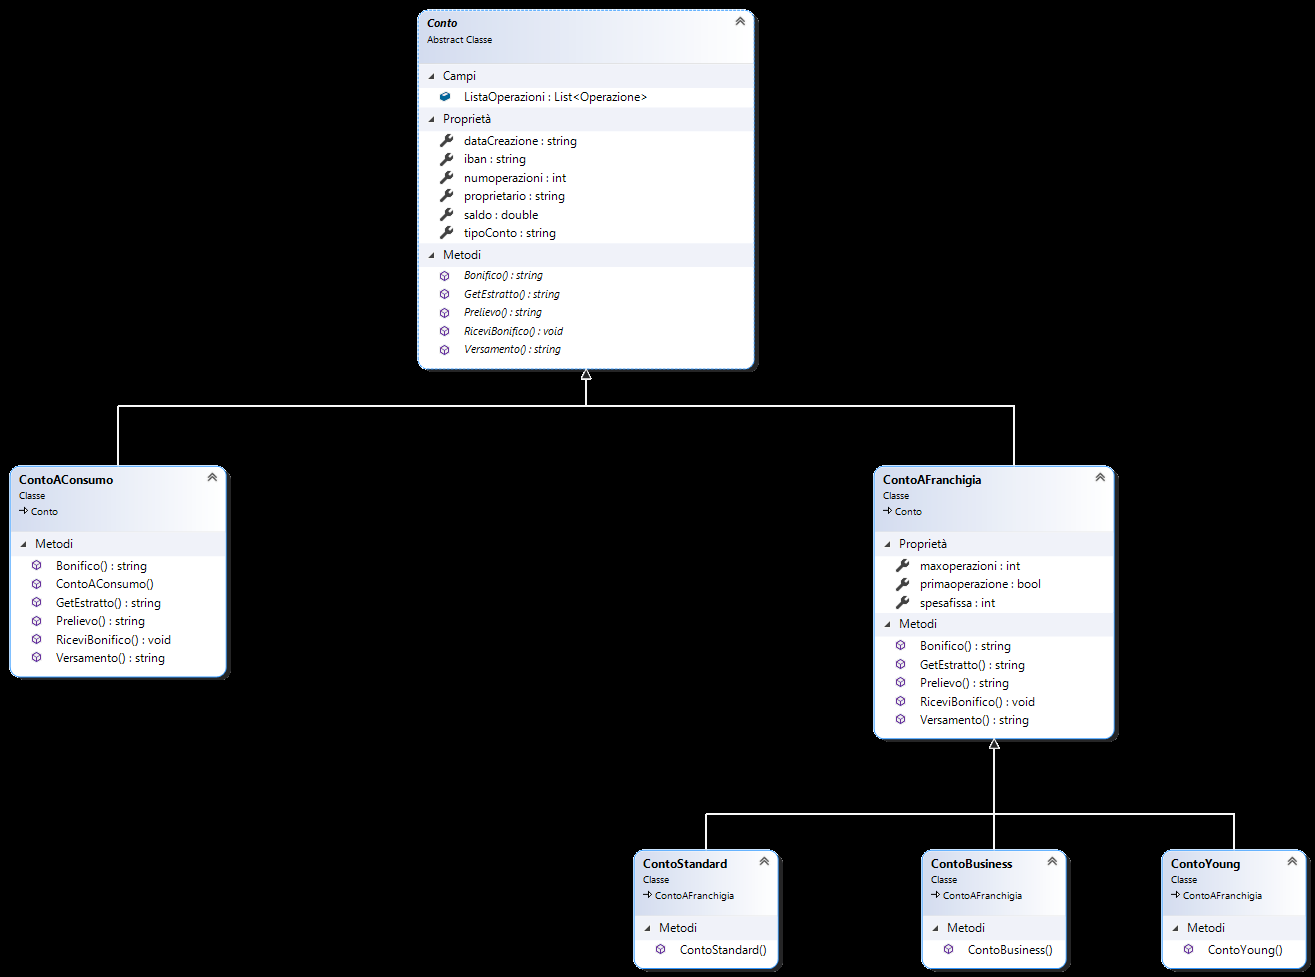 Conto
Abstract Classe
Campi
ListaOperazioni : List<Operazione>
Proprietà
dataCreazione : string
iban : string
numoperazioni : int
proprietario : string
saldo : double
tipoConto : string
Metodi
Bonifico() : string
GetEstratto() : string
Prelievo() : string
RiceviBonifico() : void
Versamento() : string
ContoAConsumo
Classe
Conto
Metodi
Bonifico() : string
ContoAConsumo()
GetEstratto() : string
Prelievo() : string
RiceviBonifico() : void
Versamento() : string
ContoAFranchigia
Classe
Conto
Proprietà
maxoperazioni : int
primaoperazione : bool
spesafissa : int
Metodi
Bonifico() : string
GetEstratto() : string
Prelievo() : string
RiceviBonifico() : void
Versamento() : string
ContoStandard
Classe
ContoAFranchigia
Metodi
ContoStandard()
ContoBusiness
Classe
ContoAFranchigia
Metodi
ContoBusiness()
ContoYoung
Classe
ContoAFranchigia
Metodi
ContoYoung()